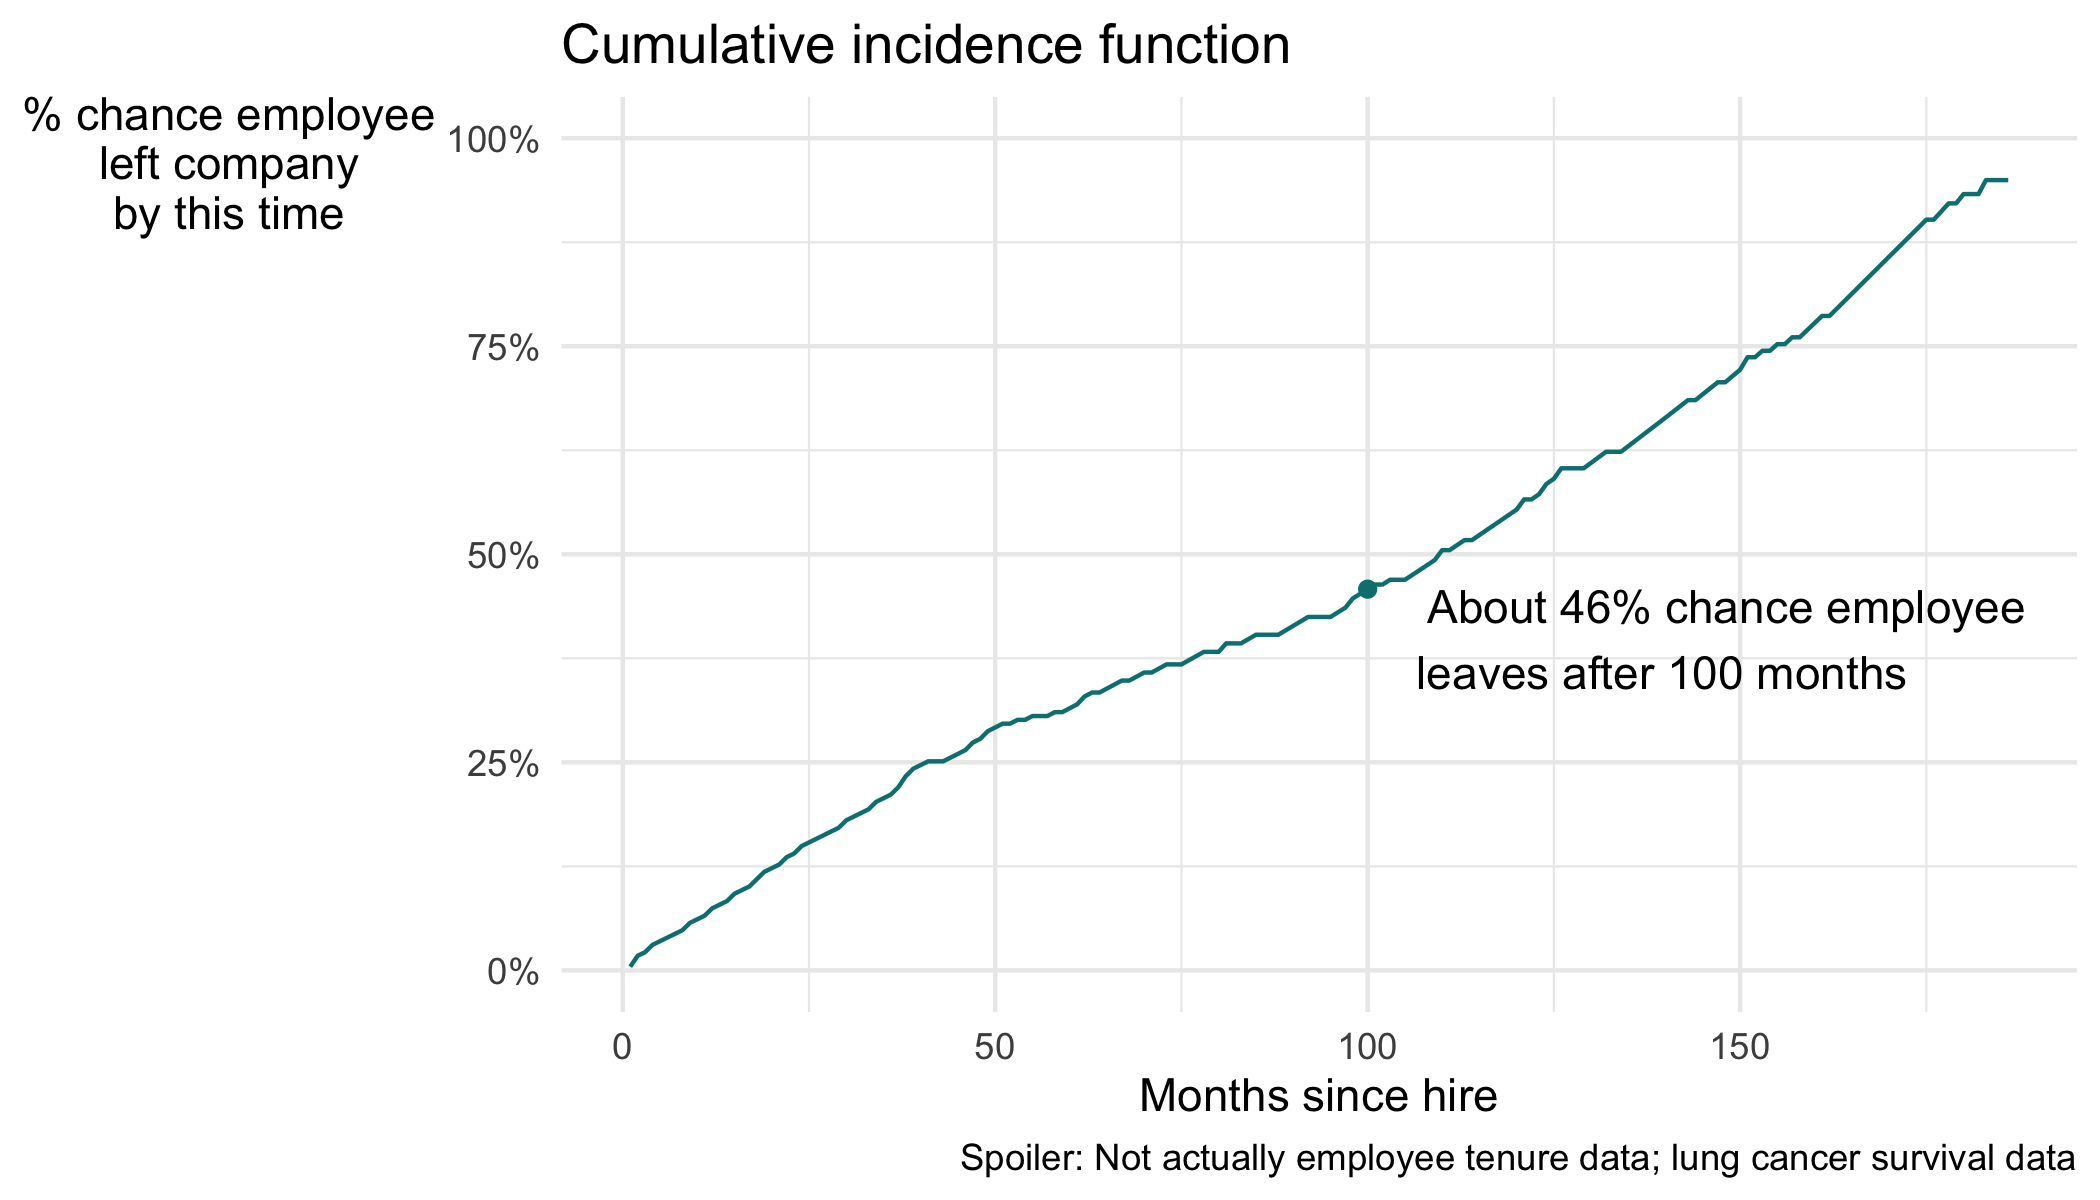 Cumulative incidence function
% chance employee
left company
by this time
100%
75%
50%
25%
0%
About 46% chance employee
leaves after 100 months
0
50
100
150
Months since hire
Spoiler: Not actually employee tenure data; lung cancer survival data